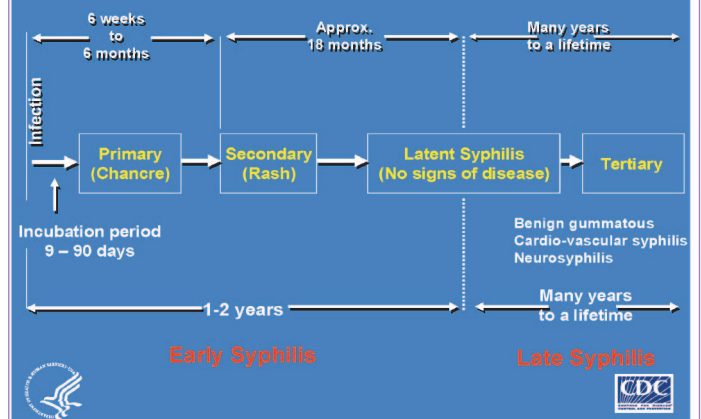 6 weeks
to
6 months
Approx.
18 months
Many years
to a lifetime
Infection
Primary
(Chancre)
Secondary
(Rash)
Latent Syphilis
(No signs of disease)
Tertiary
Incubation period
9 – 90 days
Benign gummatous
Cardio-vascular syphilis
Neurosyphilis
1-2 years
Many years
to a lifetime
Early Syphilis
Late Syphilis
CDC